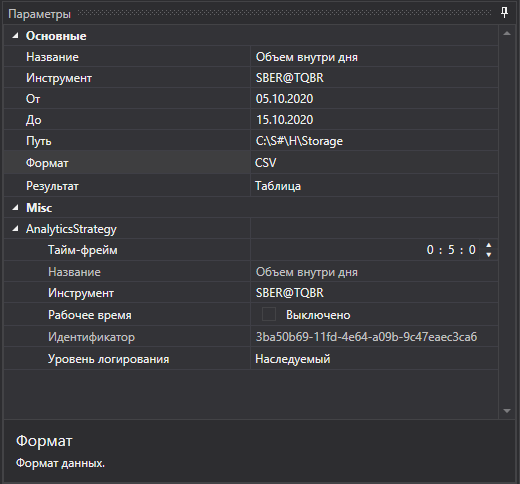 Параметры
Основные
Название Объем внутри дня
Инструмент SBER@TQBR
От 05.10.2020
До 15.10.2020
Путь C:\S#\H\Storage
Формат CSV
Результат Таблица
Misc
AnalyticsStrategy
Тайм-фрейм 0 : 5 : 0
Название Объем внутри дня
Инструмент SBER@TQBR
Рабочее время Выключено
Идентификатор 3ba50b69-11fd-4e64-a09b-9c47eaec3ca6
Уровень логирования Наследуемый
Формат
Формат данных.